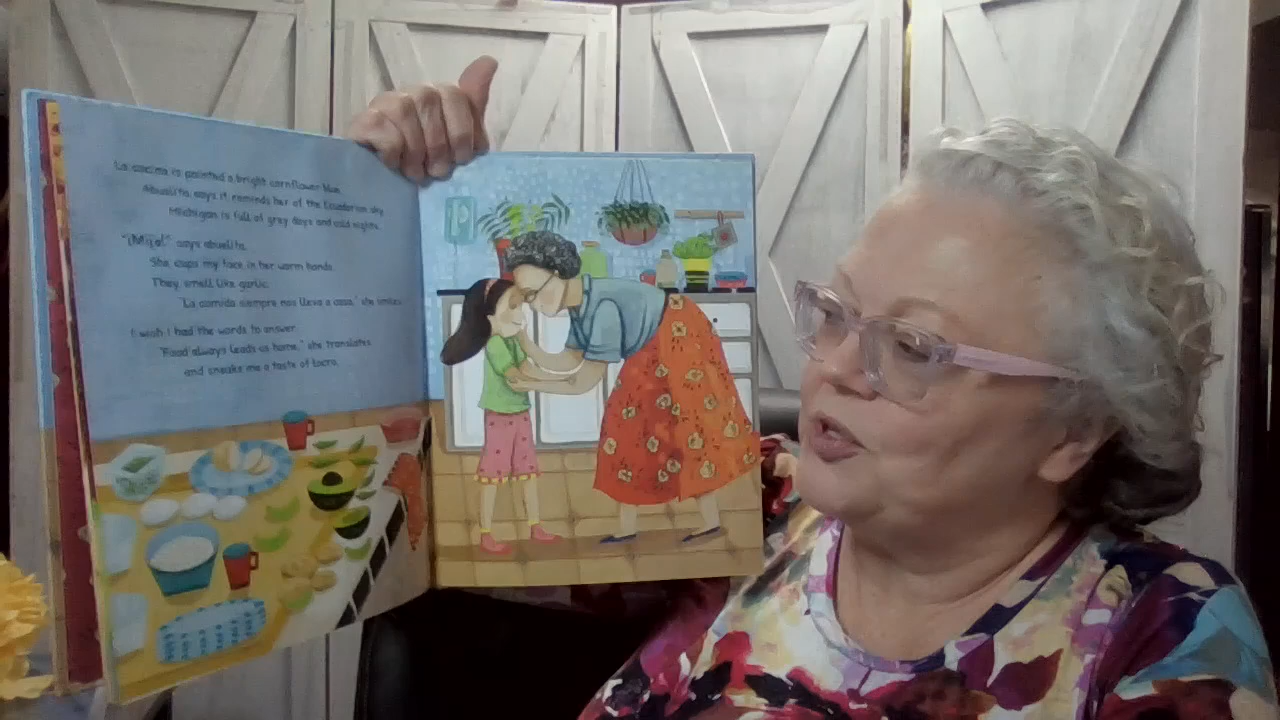 La cocina is painted a bright cornflower blue.
Abuelita says it reminds her of the Ecuadorian sky.
Michigan is full of grey days and cold nights.
"¡Mija!" says abuelita.
She cups my face in her warm hands.
They smell like garlic.
"La comida siempre nos lleva a casa," she smiles.
I wish I had the words to answer.
"Food always leads us home," she translates
and sneaks me a taste of locro.